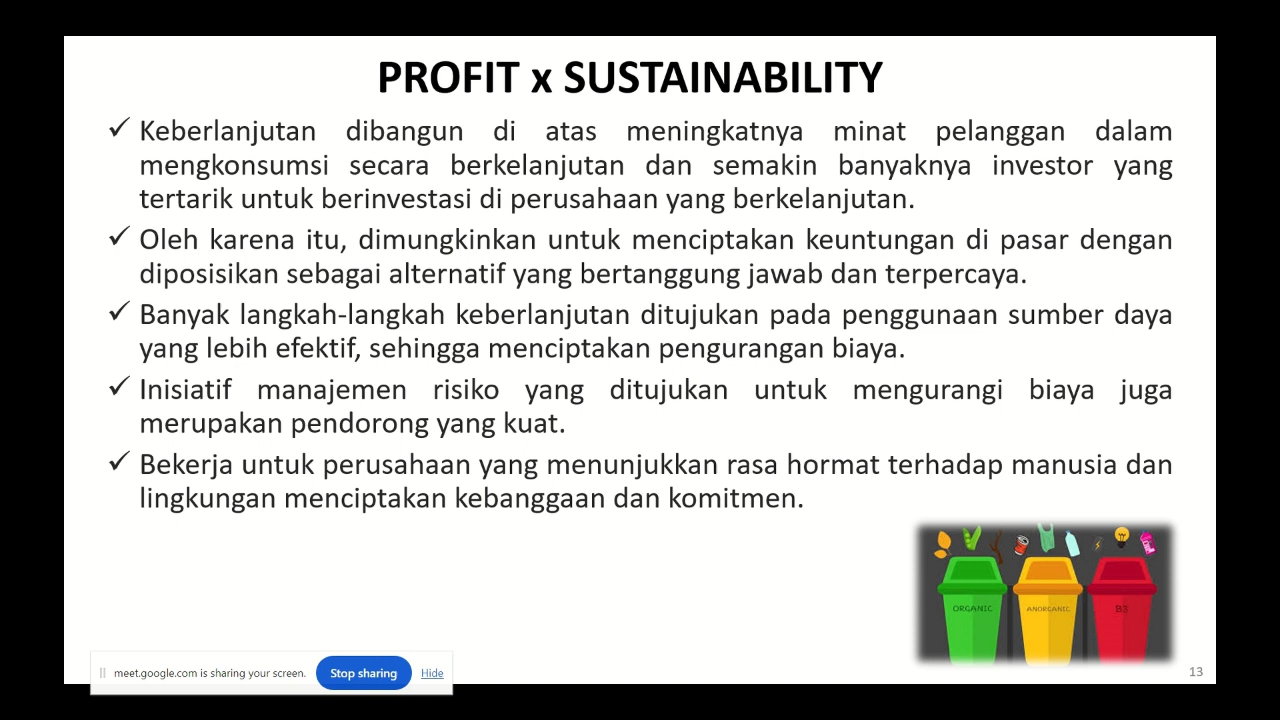 PROFIT x SUSTAINABILITY
✓ Keberlanjutan dibangun di atas meningkatnya minat pelanggan dalam
mengkonsumsi secara berkelanjutan dan semakin banyaknya investor yang
tertarik untuk berinvestasi di perusahaan yang berkelanjutan.
✓ Oleh karena itu, dimungkinkan untuk menciptakan keuntungan di pasar dengan
diposisikan sebagai alternatif yang bertanggung jawab dan terpercaya.
✓ Banyak langkah-langkah keberlanjutan ditujukan pada penggunaan sumber daya
yang lebih efektif, sehingga menciptakan pengurangan biaya.
✓ Inisiatif manajemen risiko yang ditujukan untuk mengurangi biaya juga
merupakan pendorong yang kuat.
✓ Bekerja untuk perusahaan yang menunjukkan rasa hormat terhadap manusia dan
lingkungan menciptakan kebanggaan dan komitmen.
ORGANIC ANORGANIC B3
meet.google.com is sharing your screen. Stop sharing Hide
13